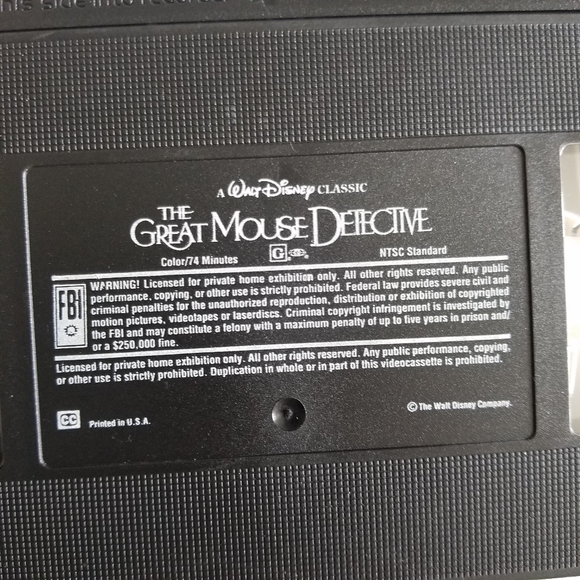 this side into recorder
A Walt Disney CLASSIC
THE
GREAT MOUSE DETECTIVE
Color/74 Minutes G NTSC Standard
FBI
WARNING! Licensed for private home exhibition only. All other rights reserved. Any public
performance, copying, or other use is strictly prohibited. Federal law provides severe civil and
criminal penalties for the unauthorized reproduction, distribution or exhibition of copyrighted
motion pictures, videotapes or laserdiscs. Criminal copyright infringement is investigated by
the FBI and may constitute a felony with a maximum penalty of up to five years in prison and/
or a $250,000 fine.
Licensed for private home exhibition only. All other rights reserved. Any public performance, copying,
or other use is strictly prohibited. Duplication in whole or in part of this videocassette is prohibited.
CC Printed in U.S.A. © The Walt Disney Company.